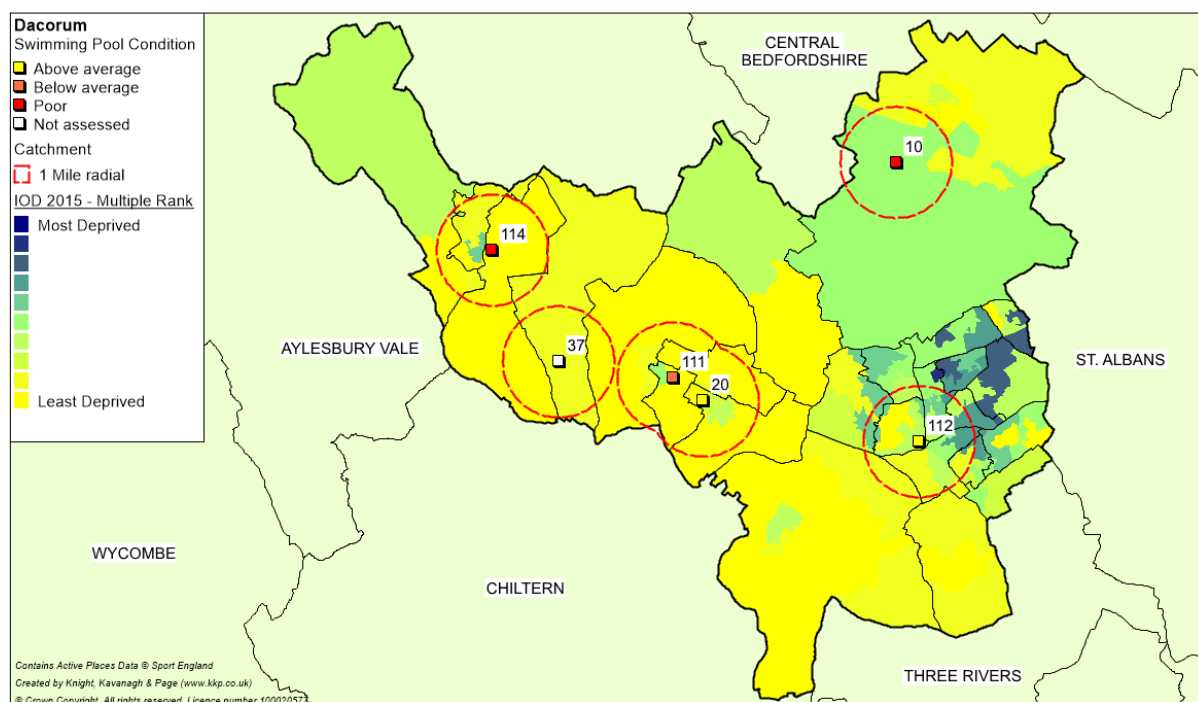 Dacorum
Swimming Pool Condition
Above average
Below average
Poor
Not assessed
Catchment
1 Mile radial
IOD 2015 - Multiple Rank
Most Deprived
Least Deprived
CENTRAL
BEDFORDSHIRE
10
114
AYLESBURY VALE
37
111
20
ST. ALBANS
112
WYCOMBE
CHILTERN
THREE RIVERS
Contains Active Places Data © Sport England
Created by Knight, Kavanagh & Page (www.kkp.co.uk)
© Crown Copyright. All rights reserved. Licence number 100020577